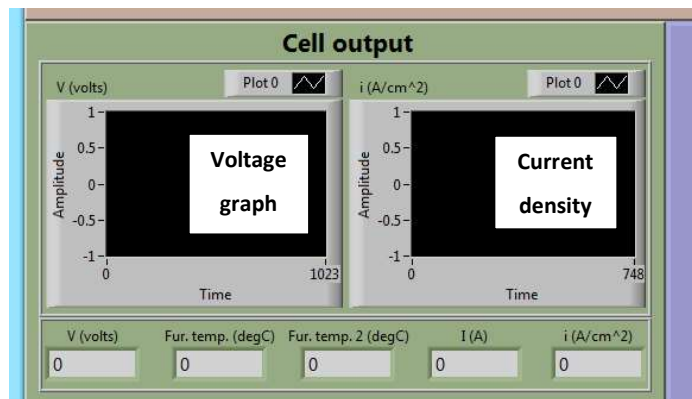 Cell output
V (volts)
Plot 0
1
0.5
0
-0.5
-1
Amplitude
Voltage
graph
0
1023
Time
i (A/cm^2)
Plot 0
1
0.5
0
-0.5
-1
Amplitude
Current
density
0
748
Time
V (volts)
Fur. temp. (degC)
Fur. temp. 2 (degC)
I (A)
i (A/cm^2)
0
0
0
0
0